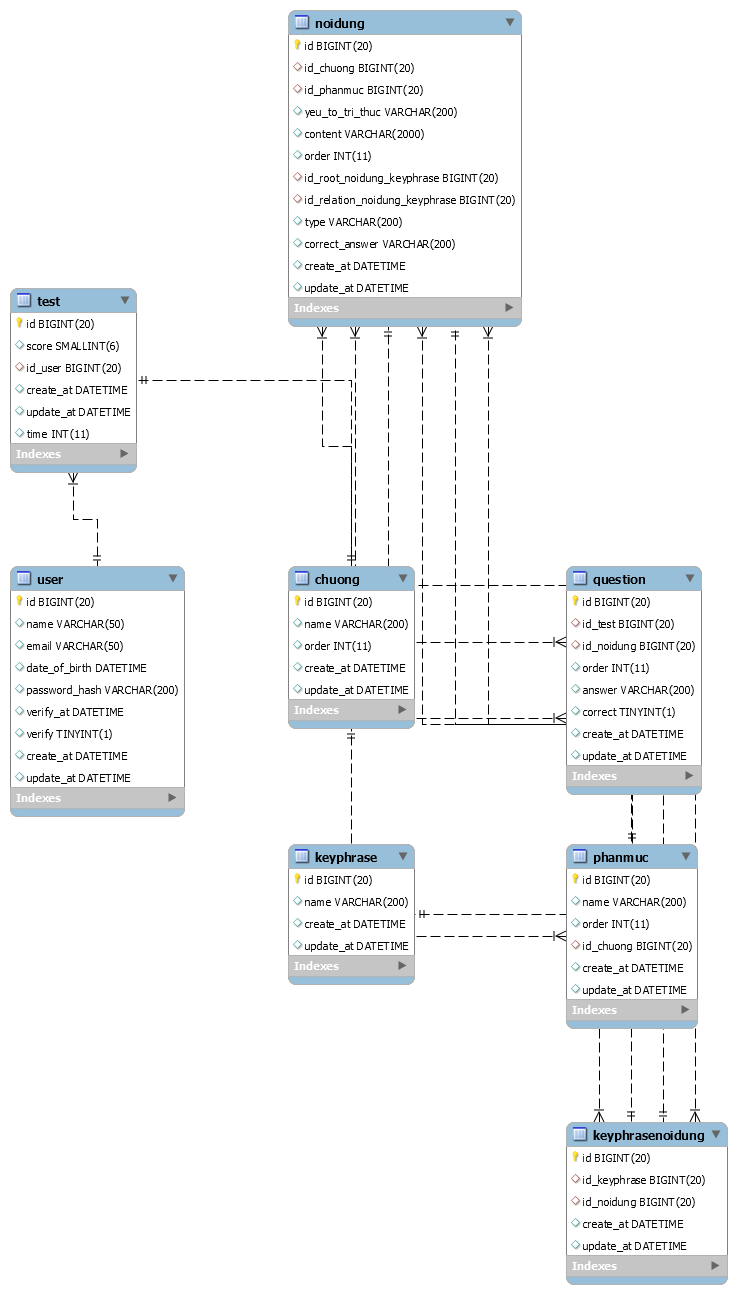 noidung
id BIGINT(20)
id_chuong BIGINT(20)
id_phanmuc BIGINT(20)
yeu_to_tri_thuc VARCHAR(200)
content VARCHAR(2000)
order INT(11)
id_root_noidung_keyphrase BIGINT(20)
id_relation_noidung_keyphrase BIGINT(20)
type VARCHAR(200)
correct_answer VARCHAR(200)
create_at DATETIME
update_at DATETIME
Indexes
test
id BIGINT(20)
score SMALLINT(6)
id_user BIGINT(20)
create_at DATETIME
update_at DATETIME
time INT(11)
Indexes
user
id BIGINT(20)
name VARCHAR(50)
email VARCHAR(50)
date_of_birth DATETIME
password_hash VARCHAR(200)
verify_at DATETIME
verify TINYINT(1)
create_at DATETIME
update_at DATETIME
Indexes
chuong
id BIGINT(20)
name VARCHAR(200)
order INT(11)
create_at DATETIME
update_at DATETIME
Indexes
question
id BIGINT(20)
id_test BIGINT(20)
id_noidung BIGINT(20)
order INT(11)
answer VARCHAR(200)
correct TINYINT(1)
create_at DATETIME
update_at DATETIME
Indexes
keyphrase
id BIGINT(20)
name VARCHAR(200)
create_at DATETIME
update_at DATETIME
Indexes
phanmuc
id BIGINT(20)
name VARCHAR(200)
order INT(11)
id_chuong BIGINT(20)
create_at DATETIME
update_at DATETIME
Indexes
keyphrasenoidung
id BIGINT(20)
id_keyphrase BIGINT(20)
id_noidung BIGINT(20)
create_at DATETIME
update_at DATETIME
Indexes